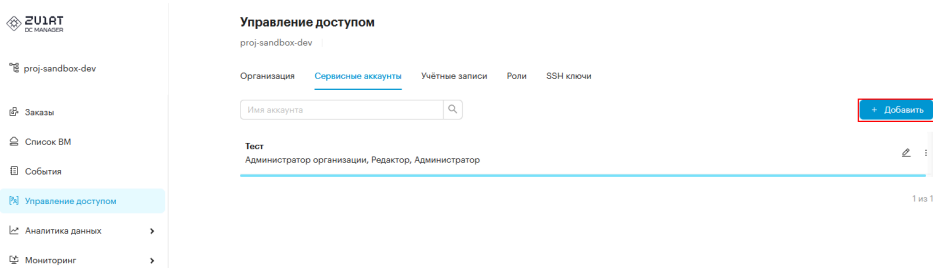 ZU1RT
DC MANAGER
proj-sandbox-dev
Заказы
Список ВМ
События
Управление доступом
Аналитика данных
Мониторинг
Управление доступом
proj-sandbox-dev
Организация Сервисные аккаунты Учётные записи Роли SSH ключи
Имя аккаунта
+ Добавить
Тест
Администратор организации, Редактор, Администратор
1 из 1